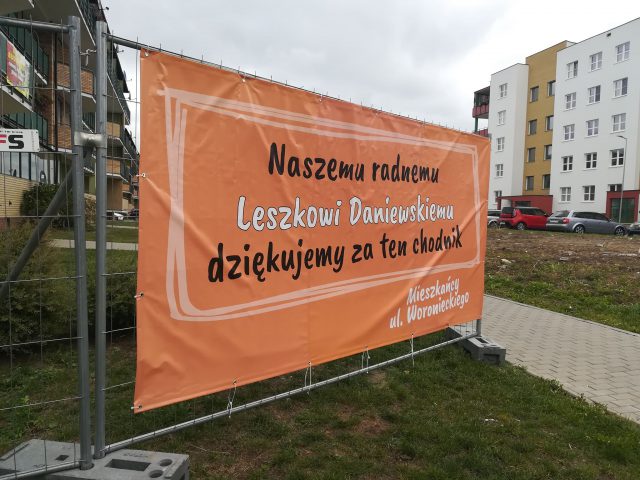 Naszemu radnemu
Leszkowi Daniewskiemu
dziękujemy za ten chodnik
Mieszkańcy
ul. Woronieckiego